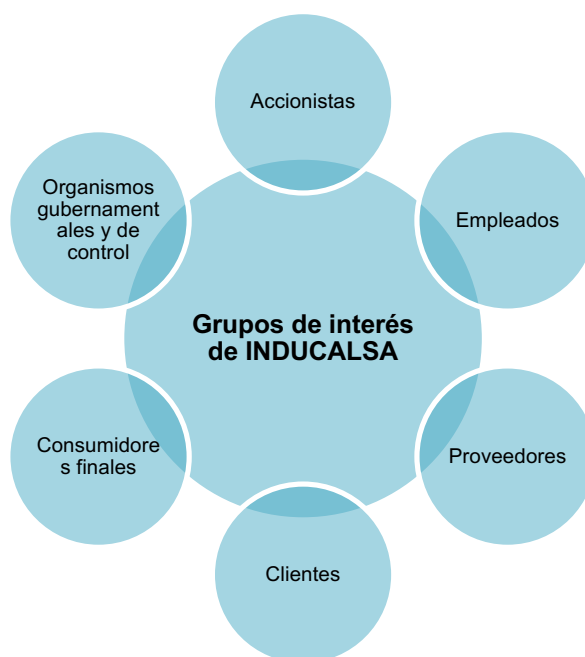 Accionistas
Empleados
Proveedores
Clientes
Consumidore
s finales
Organismos
gubernament
ales y de
control
Grupos de interés
de INDUCALSA